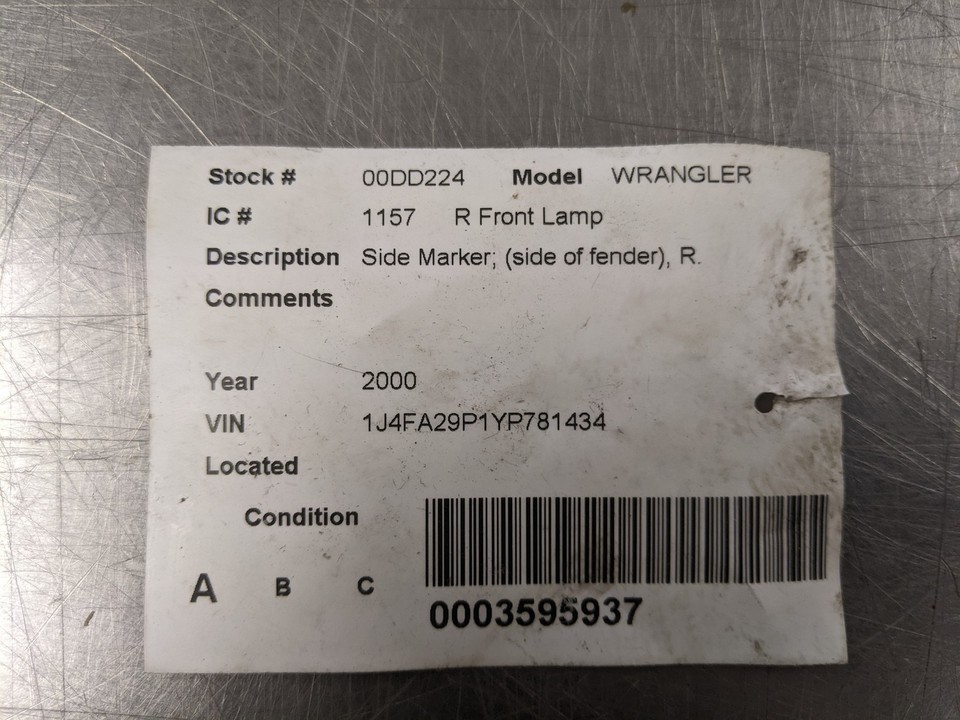 Stock # 00DD224 Model WRANGLER
IC # 1157 R Front Lamp
Description Side Marker; (side of fender), R.
Comments
Year 2000
VIN 1J4FA29P1YP781434
Located
Condition
A B C
0003595937